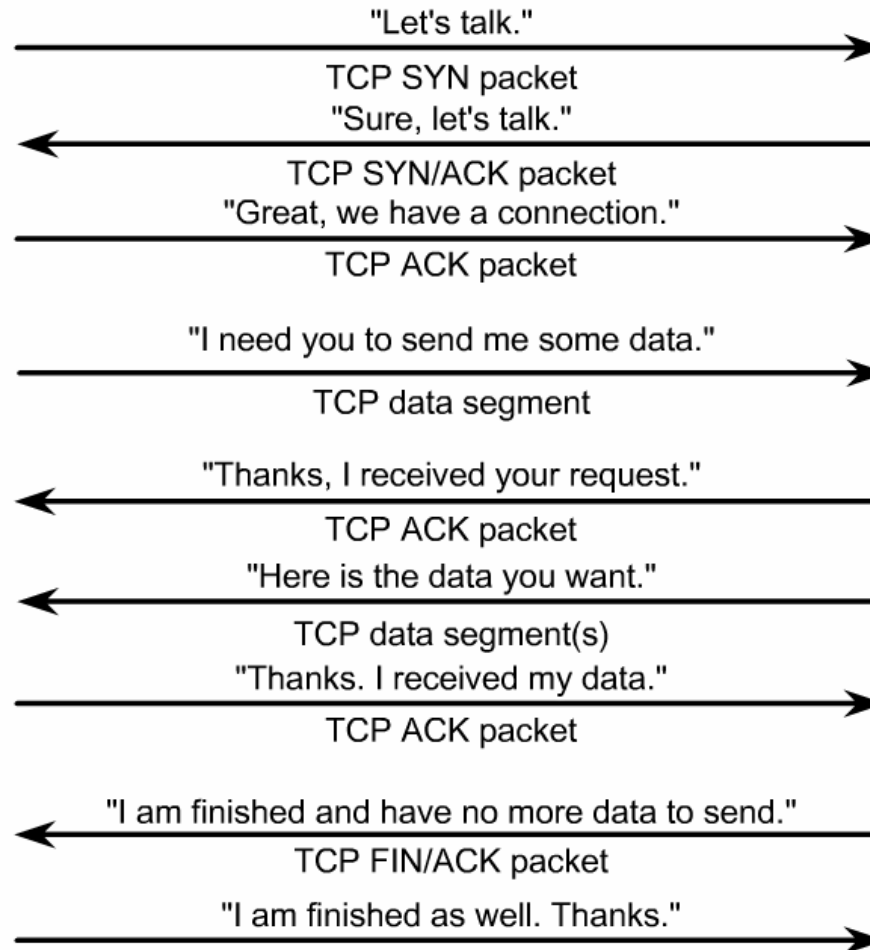 "Let's talk."
TCP SYN packet
"Sure, let's talk."
TCP SYN/ACK packet
"Great, we have a connection."
TCP ACK packet
"I need you to send me some data."
TCP data segment
"Thanks, I received your request."
TCP ACK packet
"Here is the data you want."
TCP data segment(s)
"Thanks. I received my data."
TCP ACK packet
"I am finished and have no more data to send."
TCP FIN/ACK packet
"I am finished as well. Thanks."